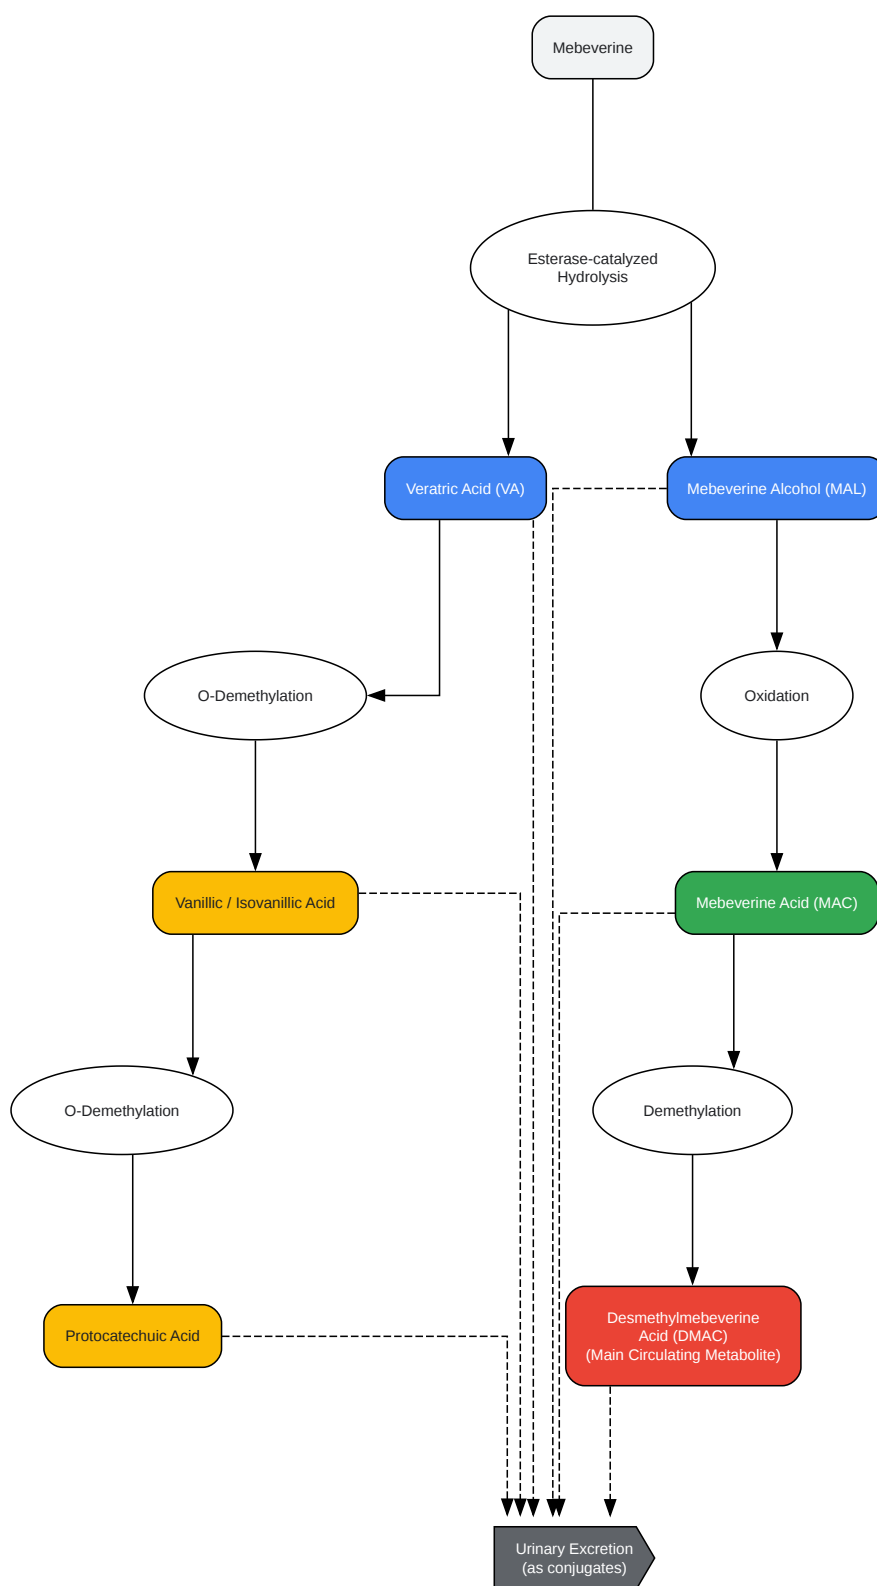 Mebeverine
Esterase-catalyzed
Hydrolysis
Veratric Acid (VA)
Mebeverine Alcohol (MAL)
O-Demethylation
Oxidation
Vanillic / Isovanillic Acid
Mebeverine Acid (MAC)
O-Demethylation
Demethylation
Protocatechuic Acid
Desmethylmebeverine
Acid (DMAC)
(Main Circulating Metabolite)
Urinary Excretion
(as conjugates)